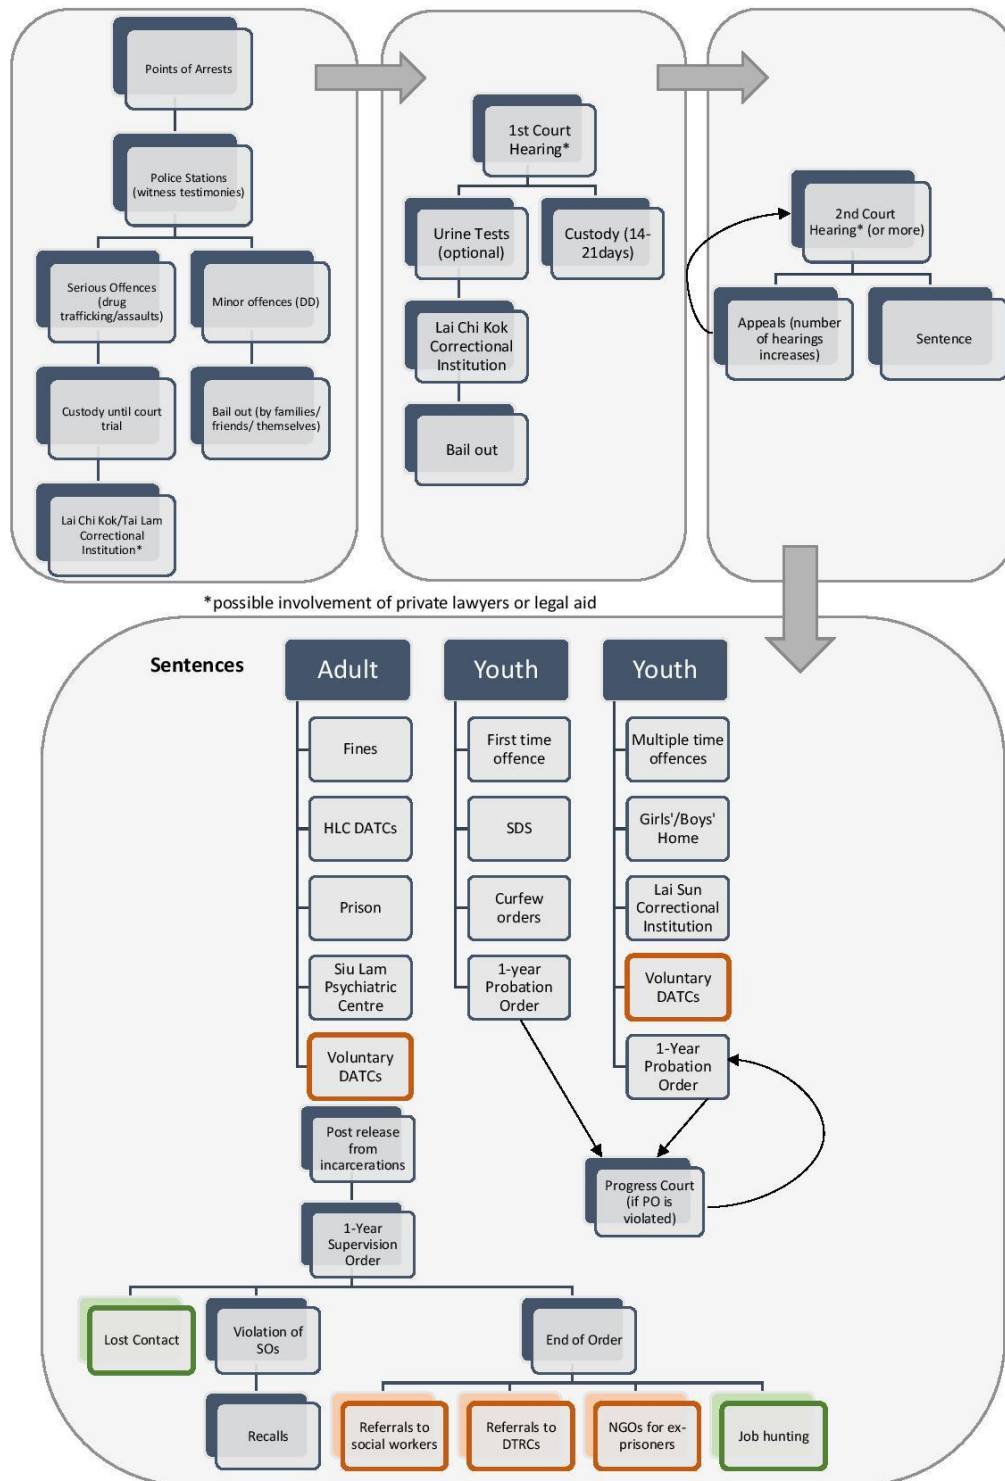 Points of Arrests
Police Stations
(witness testimonies)
Serious Offences
(drug
trafficking/assaults)
Minor offences (DD)
Custody until court
trial
Bail out (by families/
friends/ themselves)
Lai Chi Kok/Tai Lam
Correctional
Institution*
1st Court
Hearing*
Urine Tests
(optional)
Custody (14-
21days)
Lai Chi Kok
Correctional
Institution
Bail out
2nd Court
Hearing* (or more)
Appeals (number
of hearings
increases)
Sentence
*possible involvement of private lawyers or legal aid
Sentences
Adult
Fines
HLC DATCs
Prison
Siu Lam
Psychiatric
Centre
Voluntary
DATCs
Post release
from
incarcerations
1-Year
Supervision
Order
Youth
First time
offence
SDS
Curfew
orders
1-year
Probation
Order
Youth
Multiple time
offences
Girls'/Boys'
Home
Lai Sun
Correctional
Institution
Voluntary
DATCs
1-Year
Probation
Order
Progress Court
(if PO is
violated)
Lost Contact
Violation of
SOs
End of Order
Recalls
Referrals to
social workers
Referrals to
DTRCs
NGOs for ex-
prisoners
Job hunting